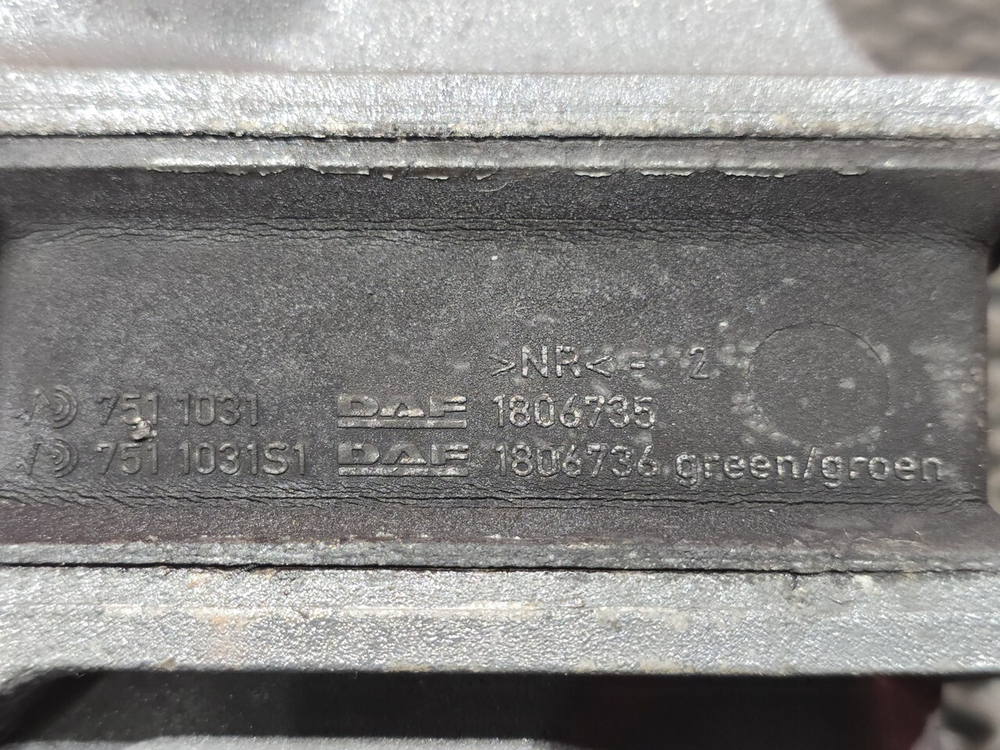 >NR< - 2
751 1031 DAF 1806735
751 1031S1 DAF 1806736 green/groen